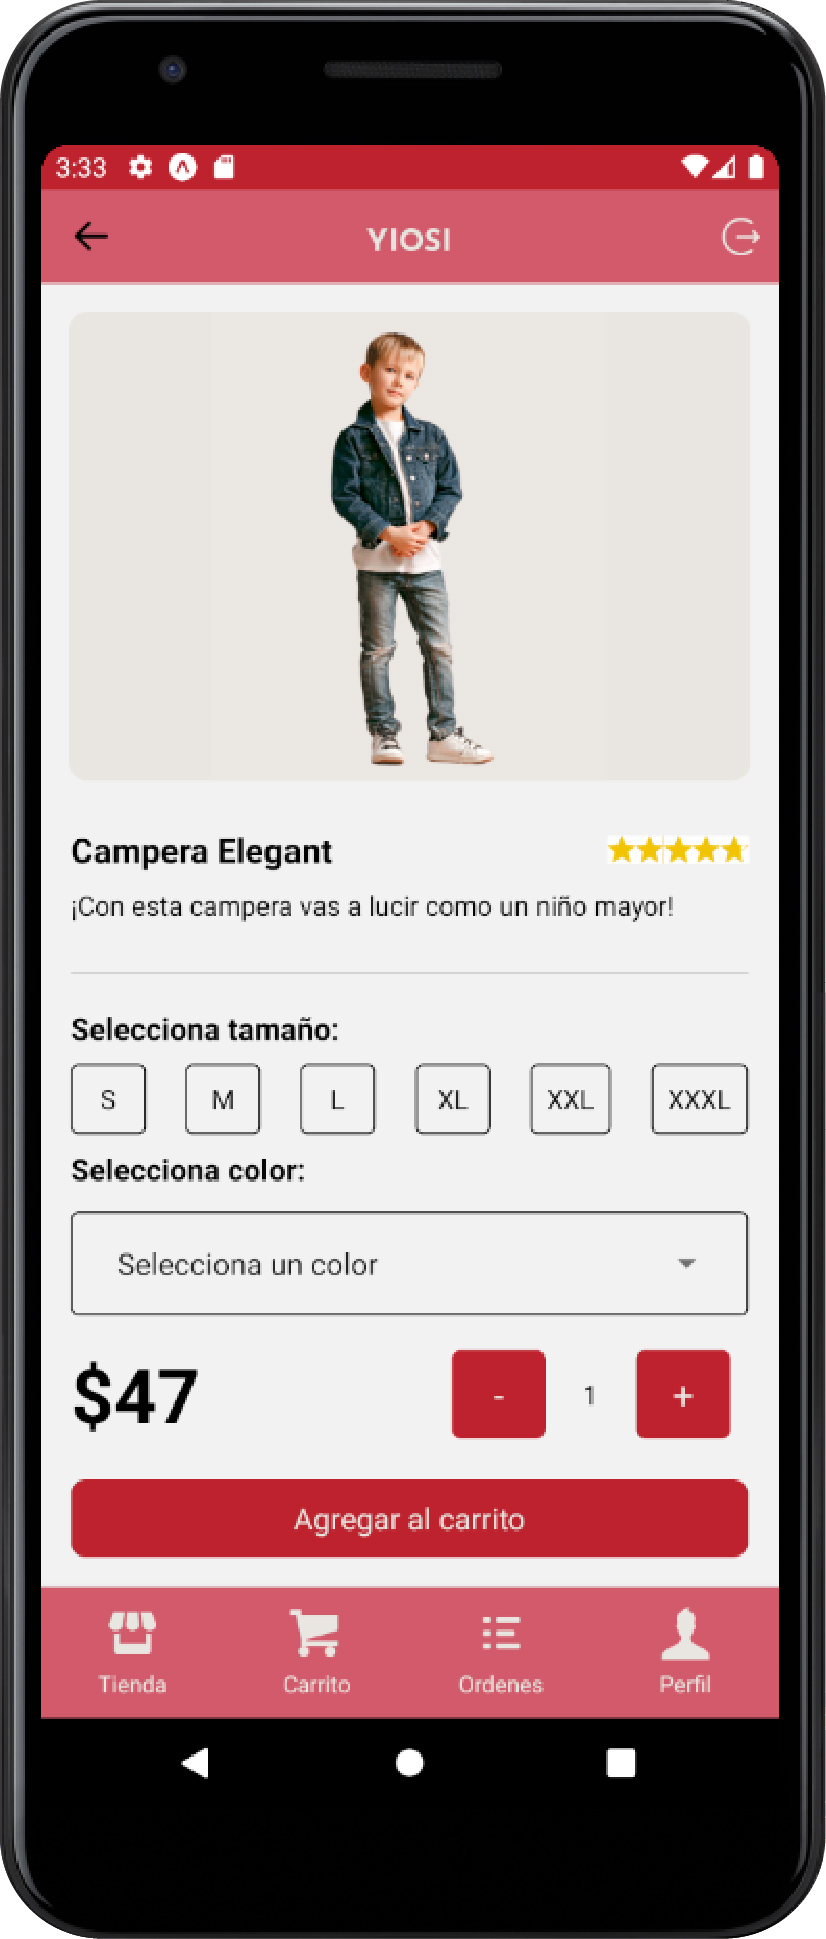 3:33
YIOSI
Campera Elegant
¡Con esta campera vas a lucir como un niño mayor!
Selecciona tamaño:
S M L XL XXL XXXL
Selecciona color:
Selecciona un color
$47 - 1 +
Agregar al carrito
Tienda Carrito Ordenes Perfil